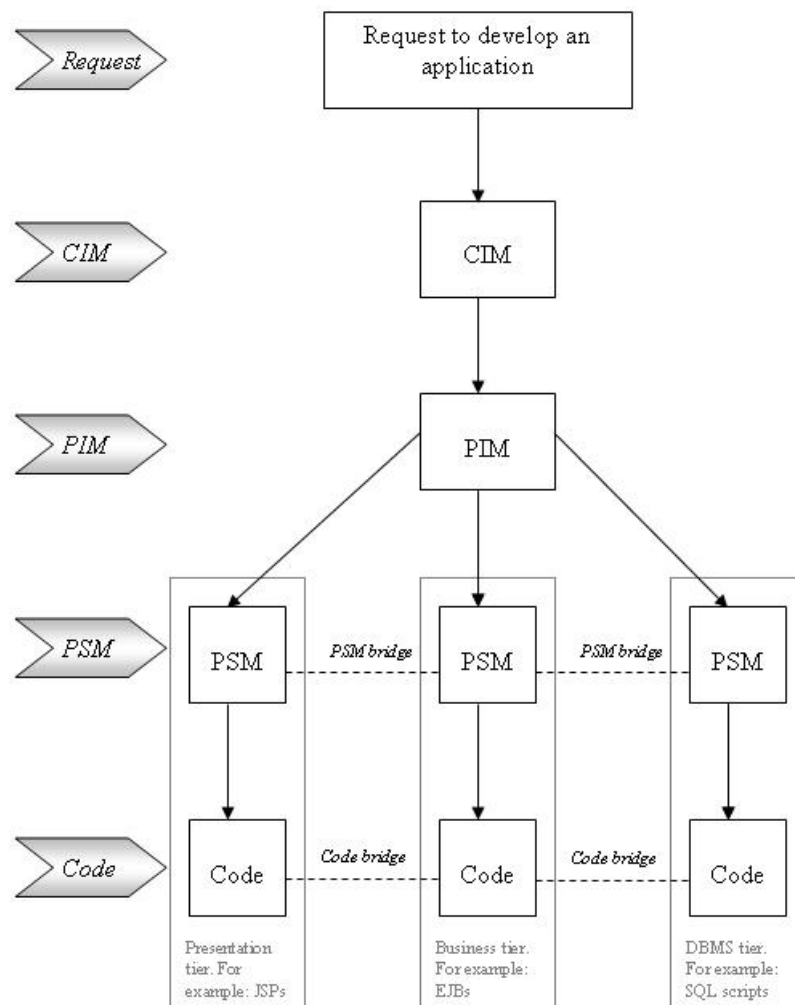 Request
Request to develop an
application
CIM
CIM
PIM
PIM
PSM
PSM
PSM bridge
PSM
PSM bridge
PSM
Code
Code
Code bridge
Code
Code bridge
Code
Presentation
tier. For
example: JSPs
Business tier.
For example:
EJBs
DBMS tier.
For example:
SQL scripts